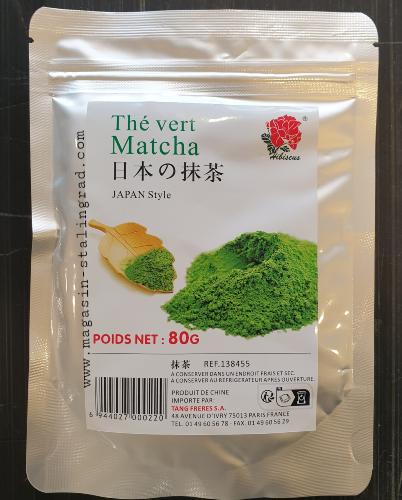 Thé vert
Matcha
日本の抹茶
JAPAN Style
Hibiscus
®
www.magasin-stalingrad.com
POIDS NET : 80G
抹茶 REF.138455
A CONSERVER DANS UN ENDROIT FRAIS ET SEC.
A CONSERVER AU REFRIGERATEUR APRES OUVERTURE.
PRODUIT DE CHINE
IMPORTE PAR
TANG FRERES S.A.
48 AVENUE D'IVRY 75013 PARIS FRANCE
TEL. 01 49 60 56 78 - FAX. 01 49 60 56 29
6 944027 000220